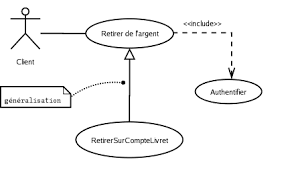 Retirer de l'argent
<<include>>
Client
Authentifier
généralisation
RetirerSurCompteLivret